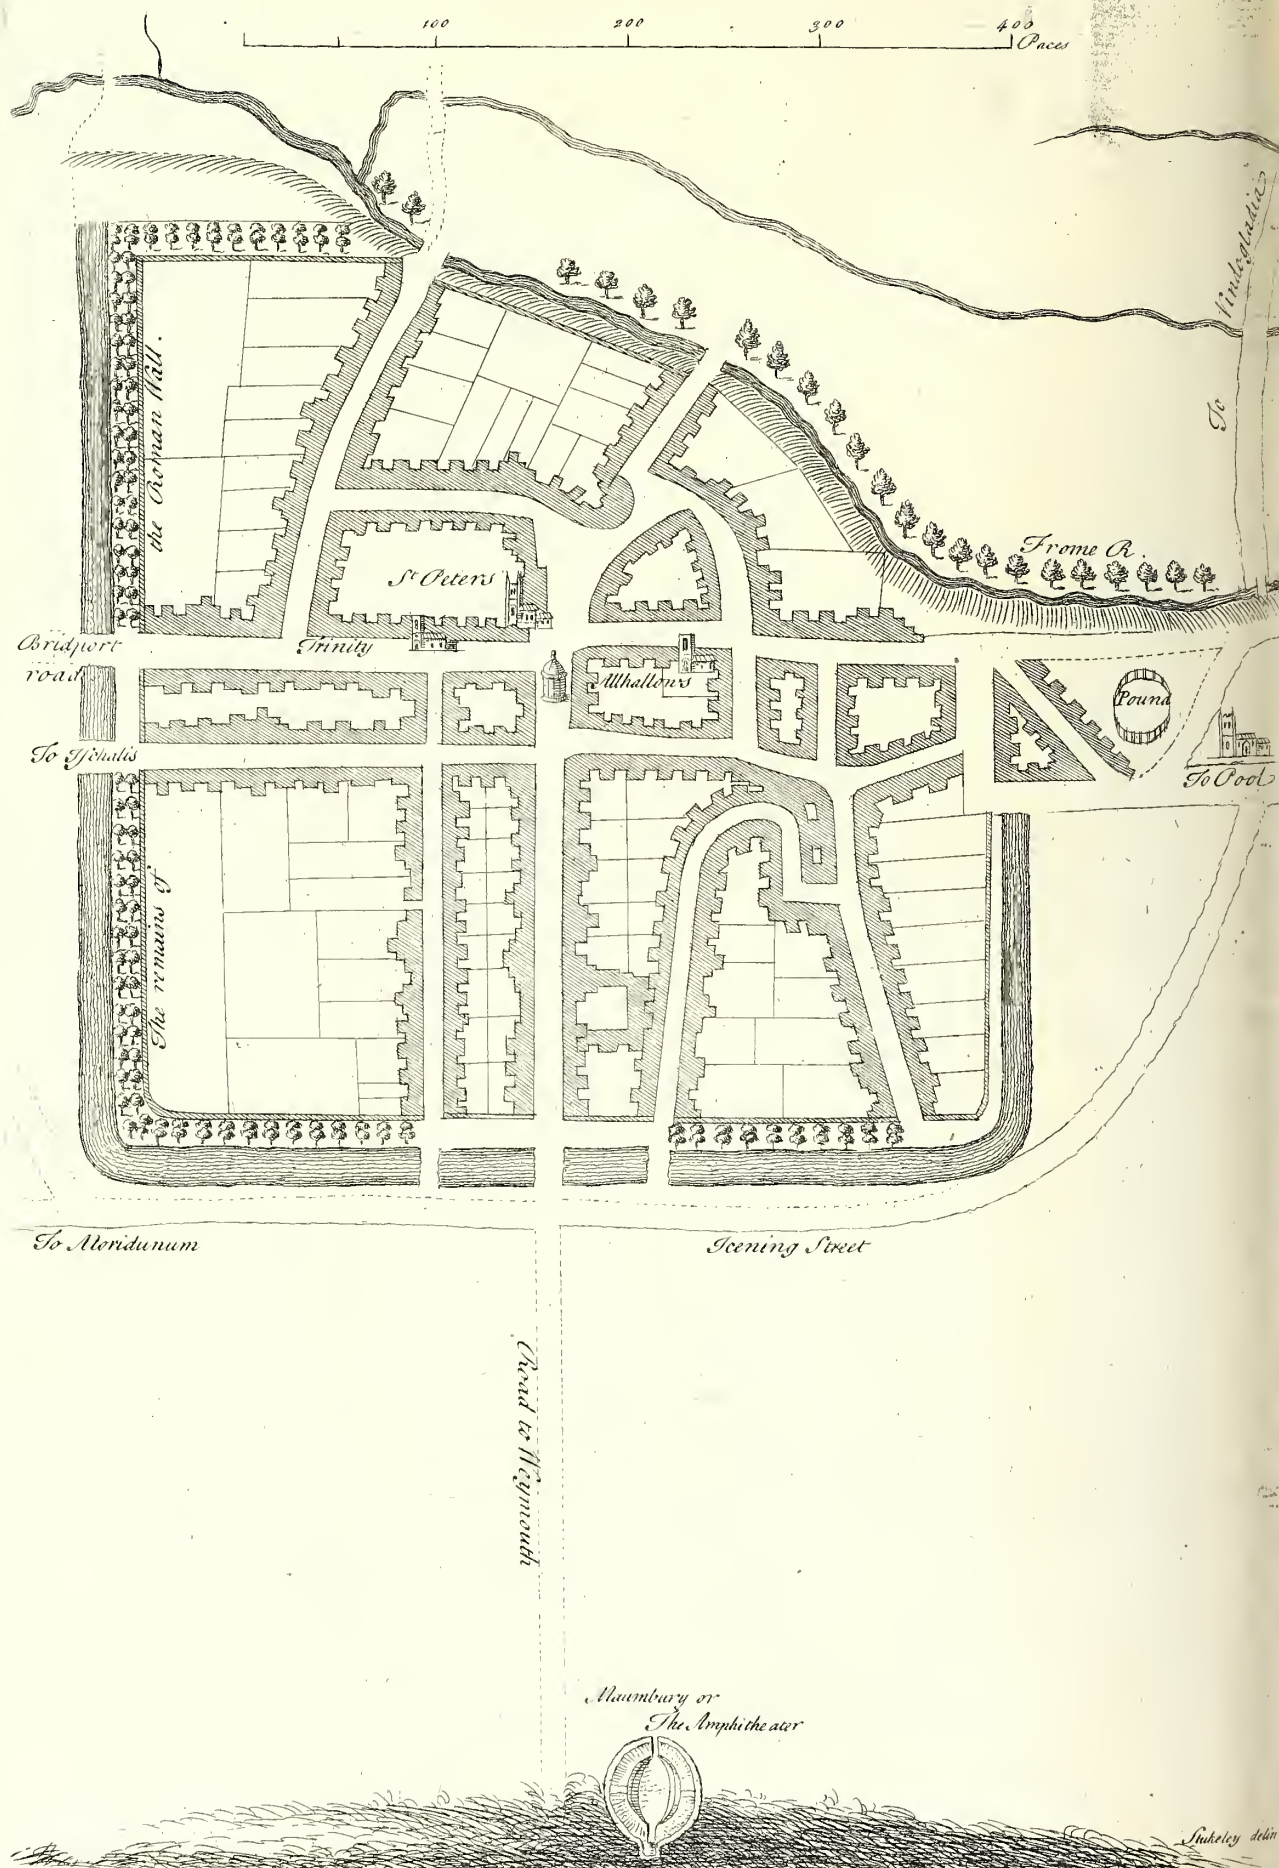 100 200 300 400
Paces
To Vindogladia
the Roman Wall.
Frome R.
St Peters
Bridport
road
Trinity
Allhallows
Pound
To Ischalis
To Pool
The remains of
To Moridunum
Icening Street
Road to Weymouth
Maumbury or
The Amphitheater
Stukeley delin